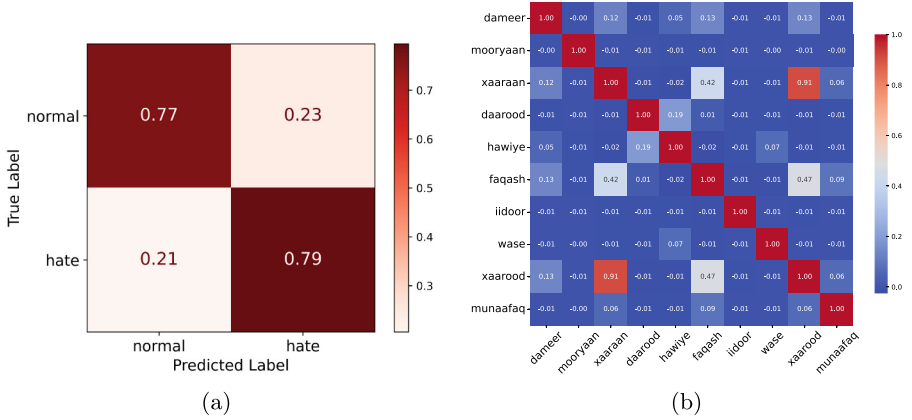 True Label
normal
0.77 0.23
hate
0.21 0.79
normal hate
Predicted Label
0.7
0.6
0.5
0.4
0.3
(a)
dameer 1.00 -0.00 0.12 -0.01 0.05 0.13 -0.01 -0.01 0.13 -0.01
mooryaan -0.00 1.00 -0.01 -0.01 -0.01 -0.01 -0.01 -0.00 -0.01 -0.00
xaaraan 0.12 -0.01 1.00 -0.01 -0.02 0.42 -0.01 -0.01 0.91 0.06
daarood -0.01 -0.01 -0.01 1.00 0.19 0.01 -0.01 -0.01 -0.01 -0.01
hawiye 0.05 -0.01 -0.02 0.19 1.00 -0.02 -0.01 0.07 -0.01 -0.01
faqash 0.13 -0.01 0.42 0.01 -0.02 1.00 -0.01 -0.01 0.47 0.09
iidoor -0.01 -0.01 -0.01 -0.01 -0.01 -0.01 1.00 -0.01 -0.01 -0.01
wase -0.01 -0.00 -0.01 -0.01 0.07 -0.01 -0.01 1.00 -0.01 -0.01
xaarood 0.13 -0.01 0.91 -0.01 -0.01 0.47 -0.01 -0.01 1.00 0.06
munaafaq -0.01 -0.00 0.06 -0.01 -0.01 0.09 -0.01 -0.01 0.06 1.00
dameer mooryaan xaaraan daarood hawiye faqash iidoor wase xaarood munaafaq
1.0
0.8
0.6
0.4
0.2
0.0
(b)